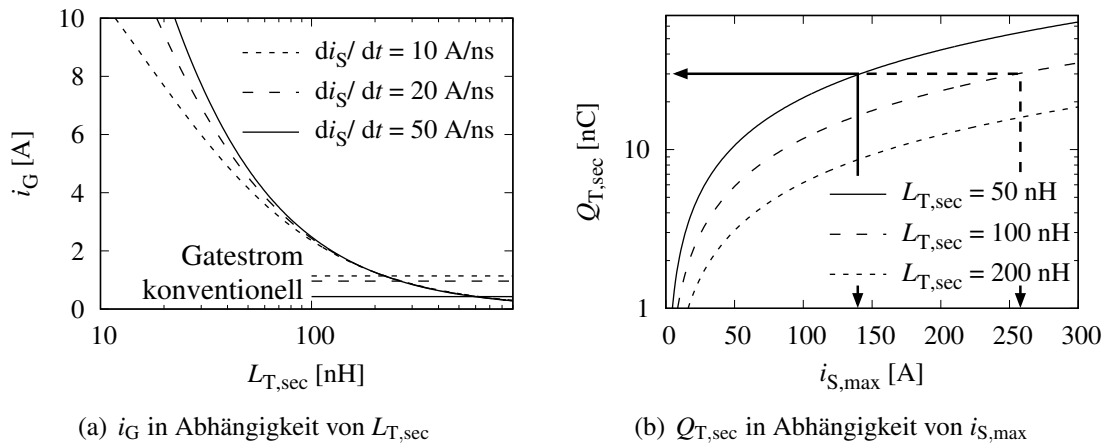 10
8
6
4
2
0
i_G [A]
10
100
L_T,sec [nH]
di_S/ dt = 10 A/ns
di_S/ dt = 20 A/ns
di_S/ dt = 50 A/ns
Gatestrom
konventionell
(a) i_G in Abhängigkeit von L_T,sec
10
1
Q_T,sec [nC]
0
50
100
150
200
250
300
i_S,max [A]
L_T,sec = 50 nH
L_T,sec = 100 nH
L_T,sec = 200 nH
(b) Q_T,sec in Abhängigkeit von i_S,max